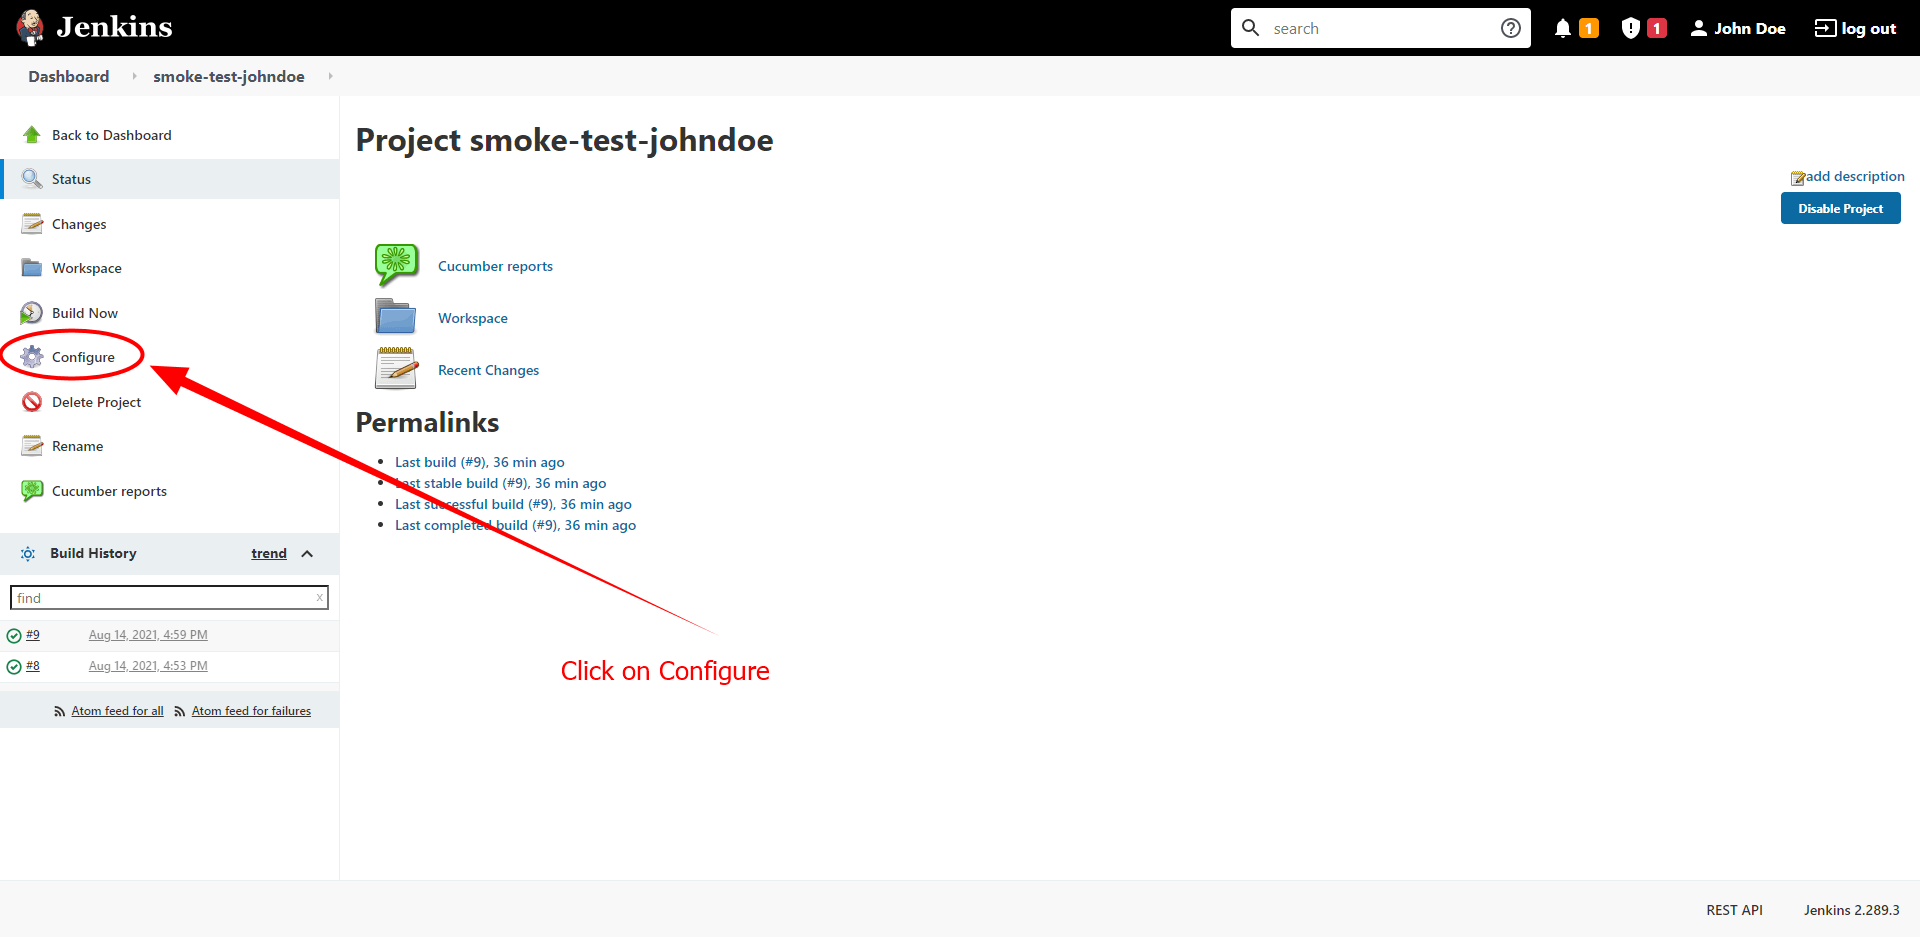 Jenkins
search
1
1
John Doe
log out
Dashboard
smoke-test-johndoe
Back to Dashboard
Status
Changes
Workspace
Build Now
Configure
Delete Project
Rename
Cucumber reports
Build History
trend
find
x
#9
Aug 14, 2021, 4:59 PM
#8
Aug 14, 2021, 4:53 PM
Atom feed for all
Atom feed for failures
Project smoke-test-johndoe
add description
Disable Project
Cucumber reports
Workspace
Recent Changes
Permalinks
Last build (#9), 36 min ago
Last stable build (#9), 36 min ago
Last successful build (#9), 36 min ago
Last completed build (#9), 36 min ago
Click on Configure
REST API
Jenkins 2.289.3